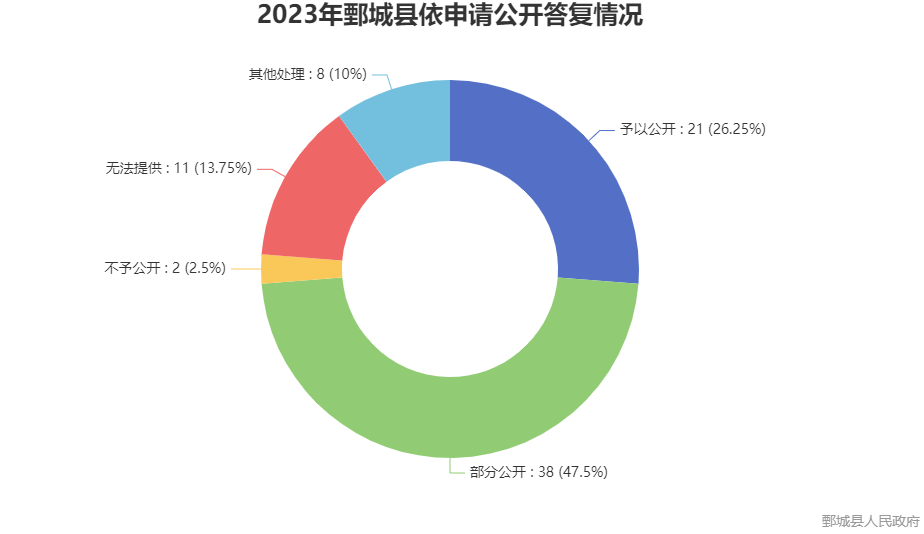 2023年鄄城县依申请公开答复情况
其他处理 : 8 (10%)
予以公开 : 21 (26.25%)
无法提供 : 11 (13.75%)
不予公开 : 2 (2.5%)
部分公开 : 38 (47.5%)
鄄城县人民政府